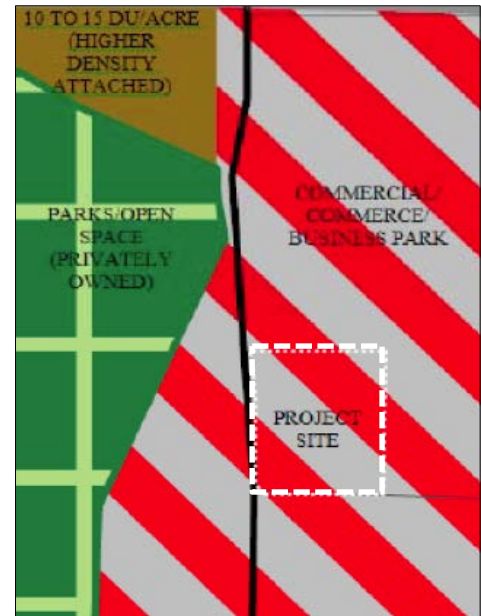 10 TO 15 DU/ACRE
(HIGHER
DENSITY
ATTACHED)
COMMERCIAL/
COMMERCE/
BUSINESS PARK
PARKS/OPEN
SPACE
(PRIVATELY
OWNED)
PROJECT
SITE